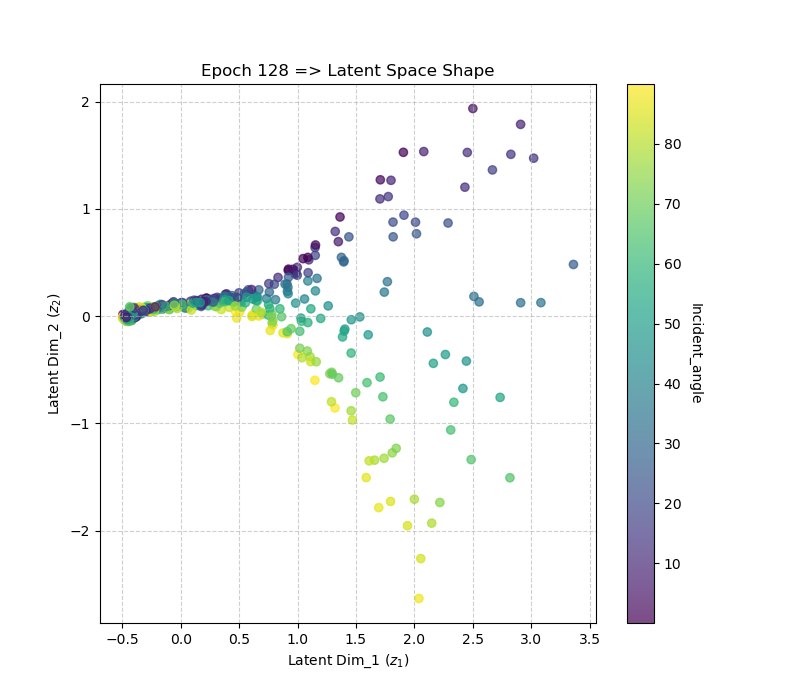 Epoch 128 => Latent Space Shape
Latent Dim_2 (z₂)
2
1
0
−1
−2
−0.5 0.0 0.5 1.0 1.5 2.0 2.5 3.0 3.5
Latent Dim_1 (z₁)
80
70
60
50
40
30
20
10
Incident_angle